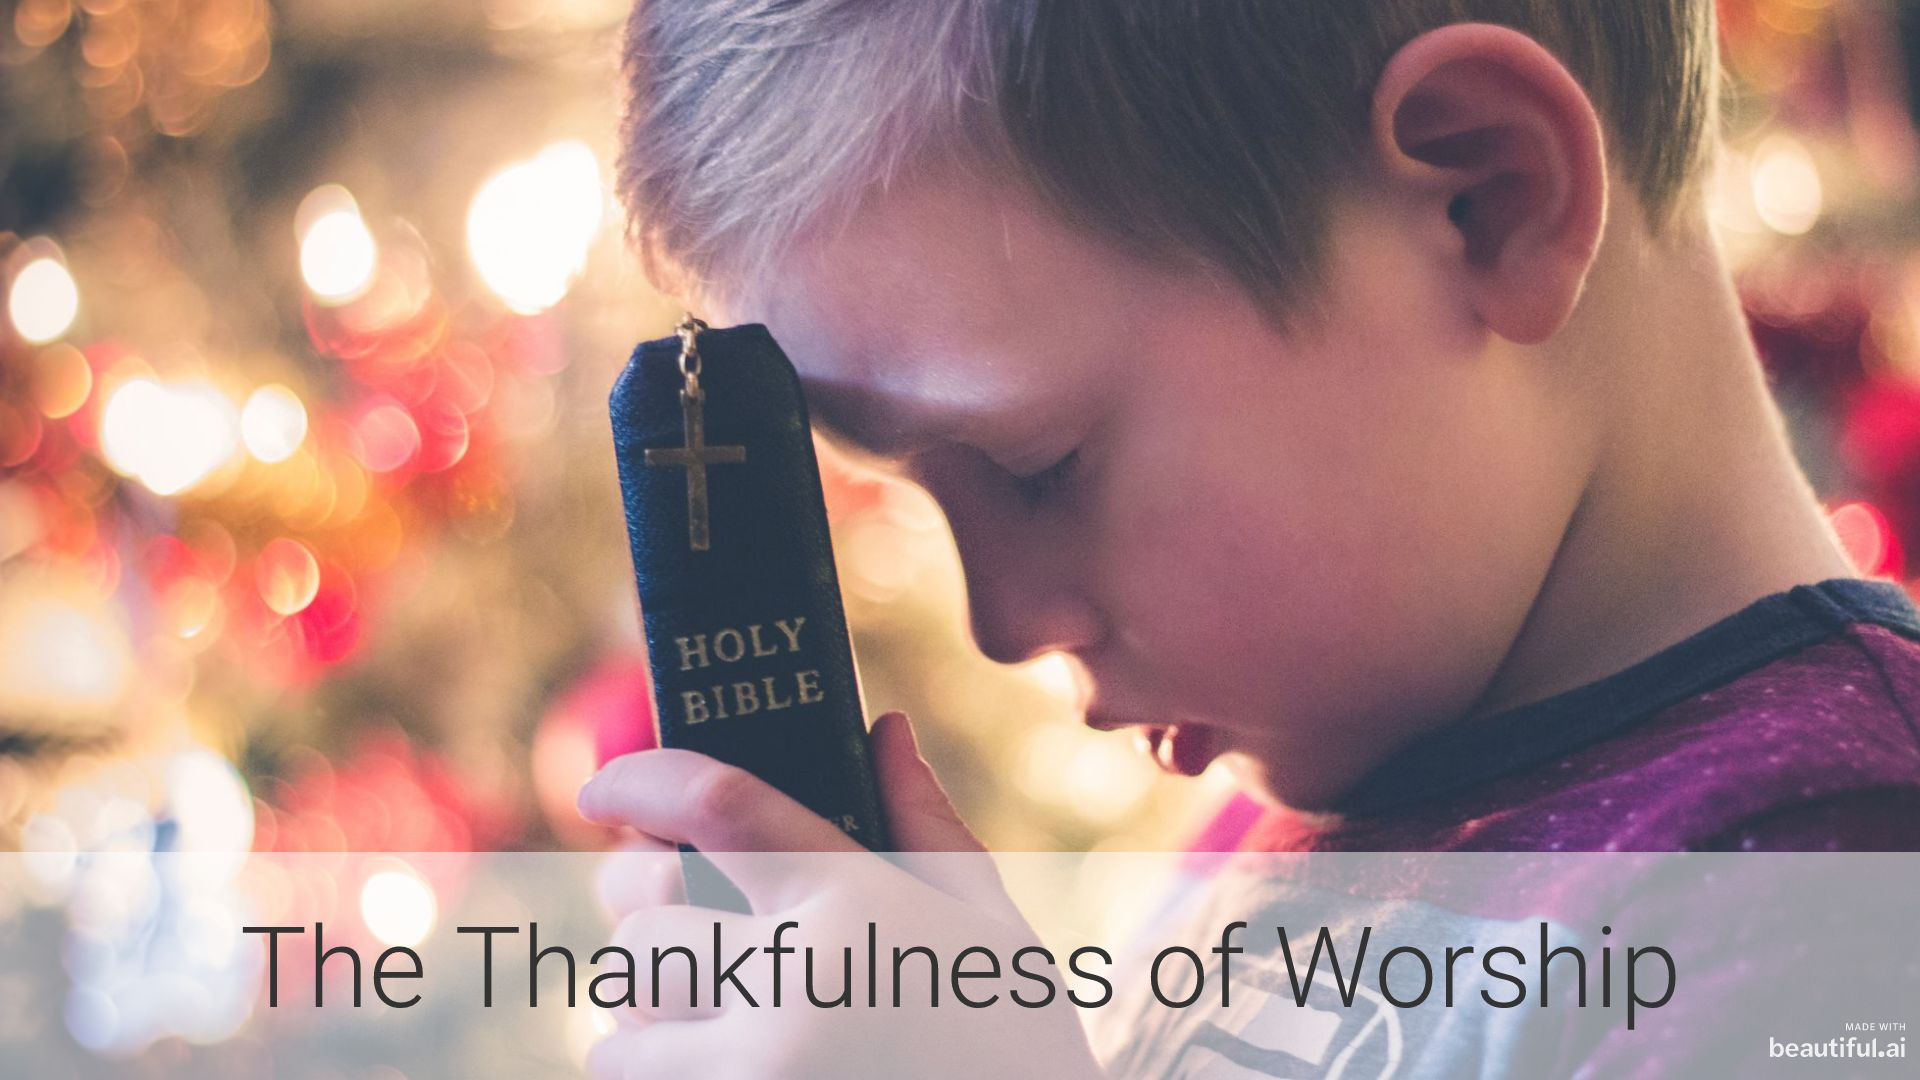 HOLY
BIBLE
The Thankfulness of Worship
MADE WITH
beautiful.ai